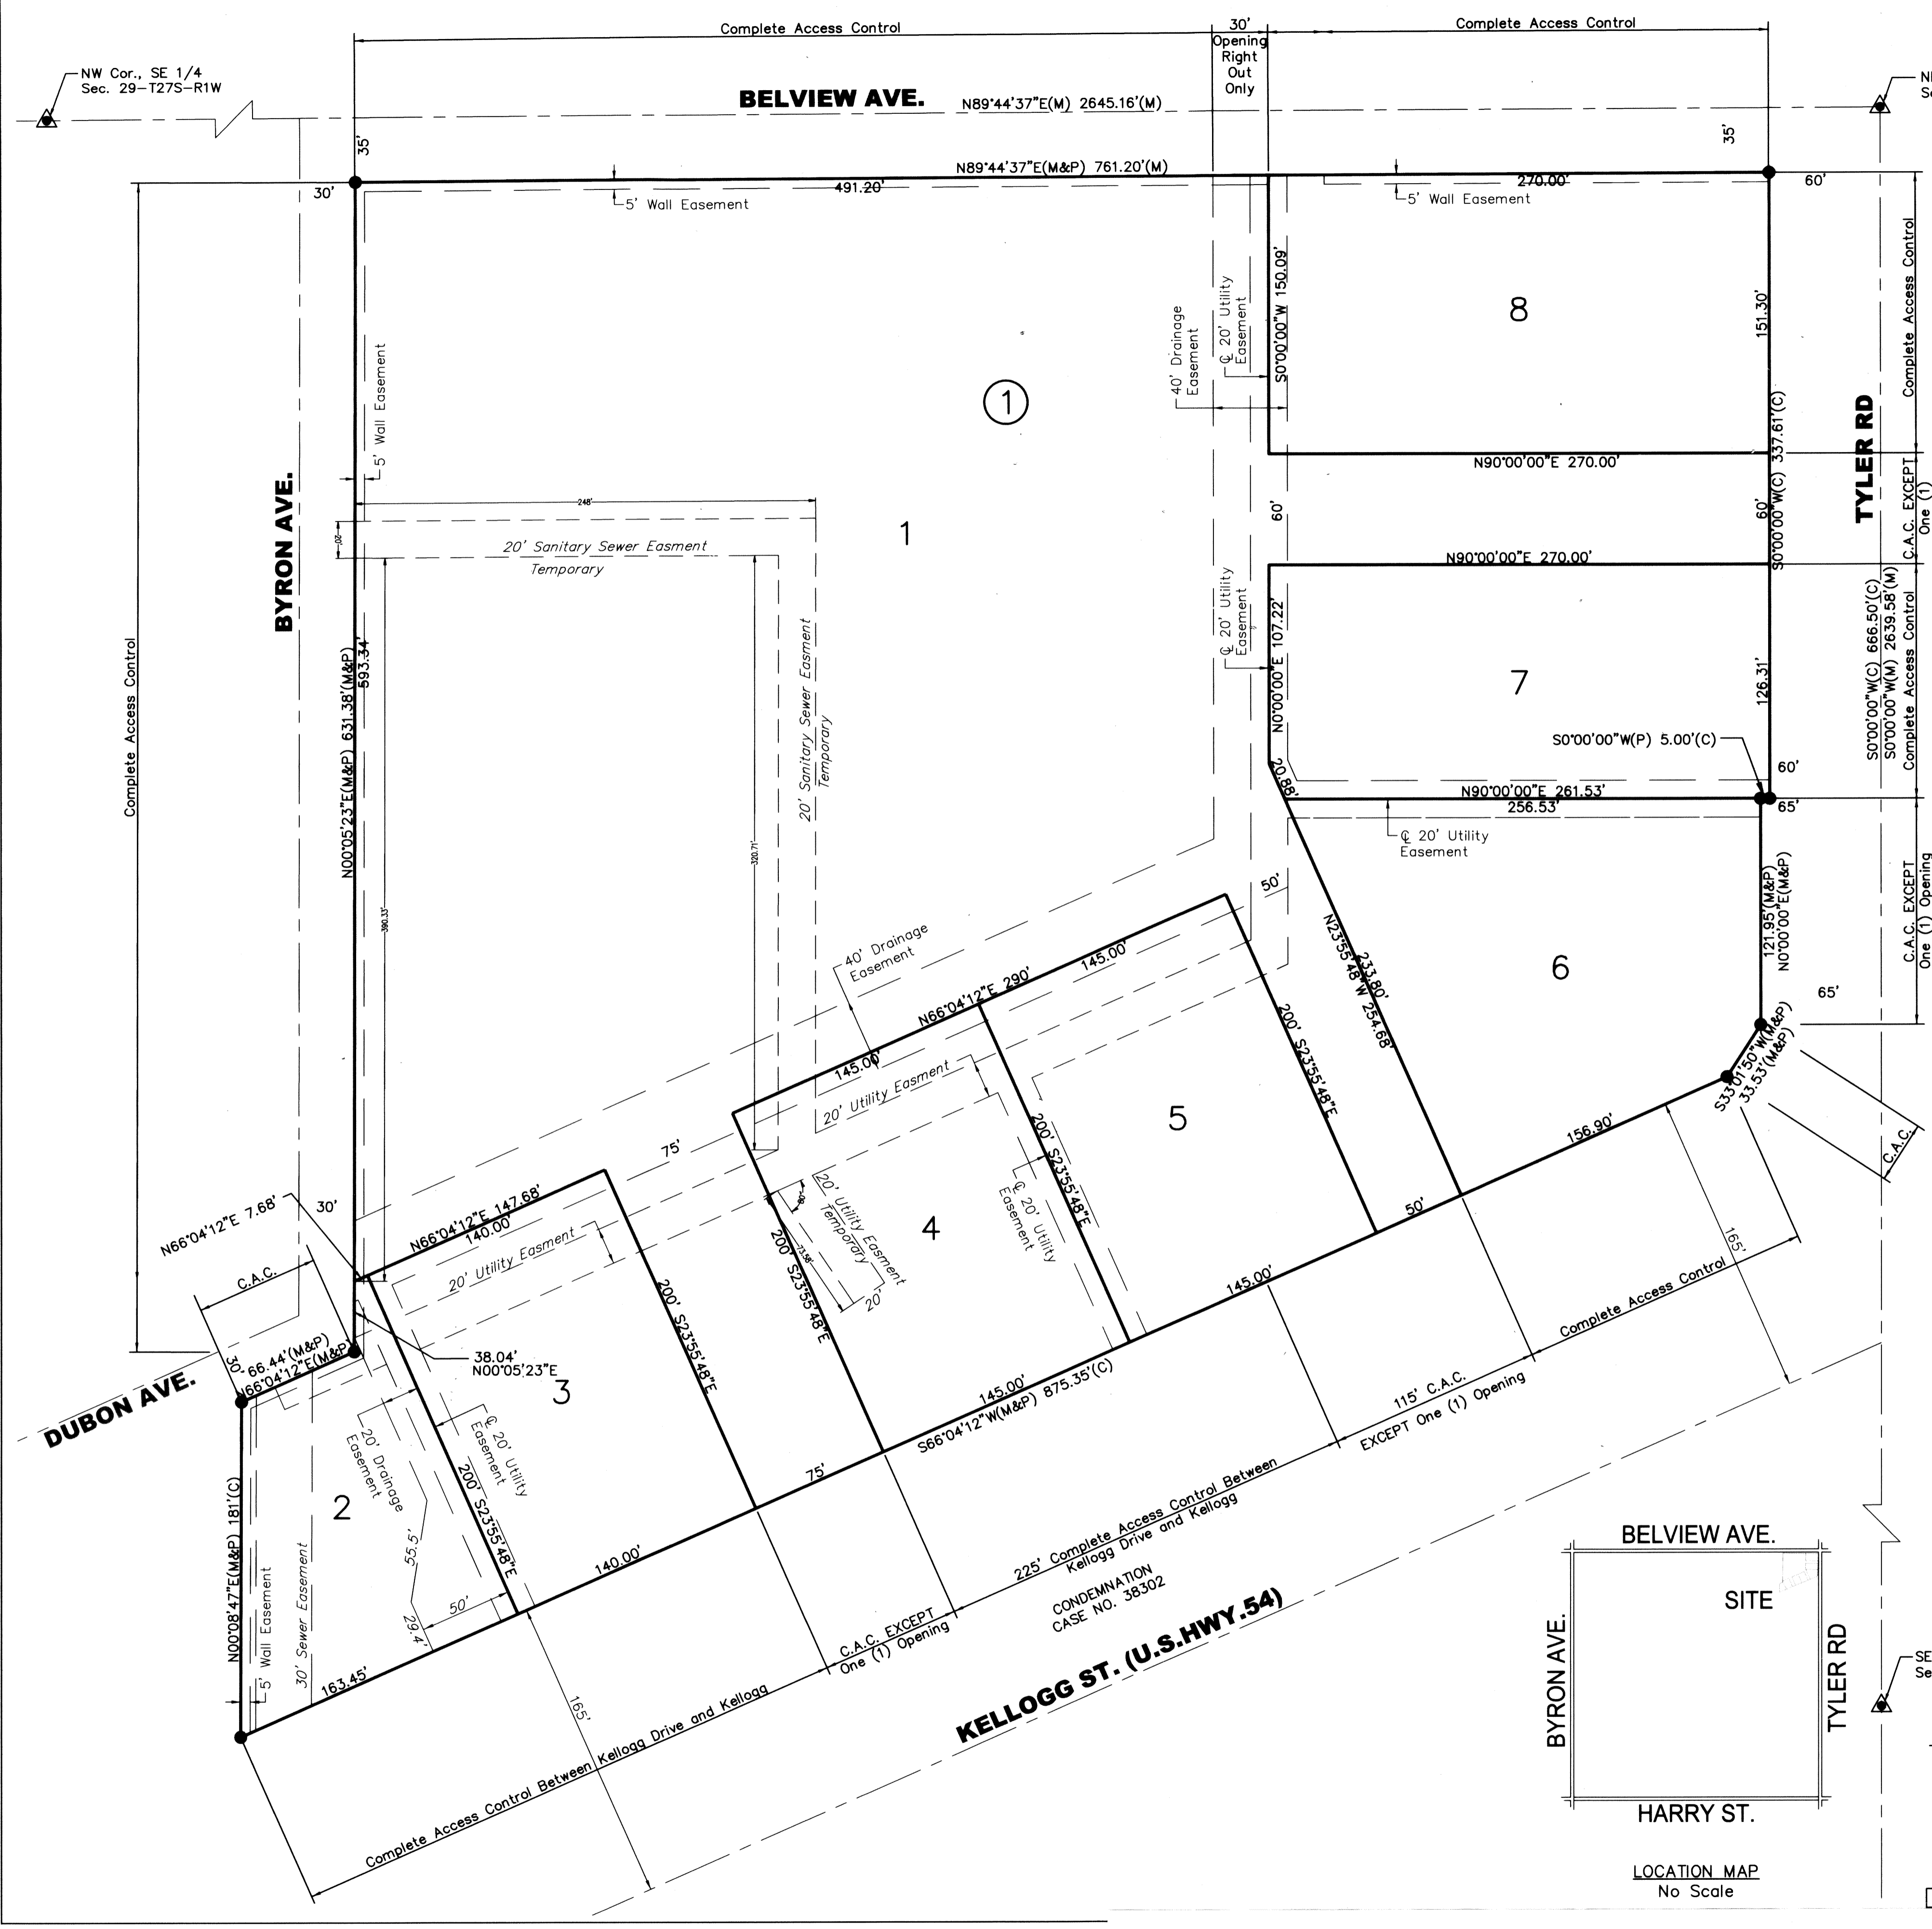 Complete Access Control
30'
Complete Access Control
Opening
Right
Out
Only
NW Cor., SE 1/4
Sec. 29-T27S-R1W
BELVIEW AVE.
N89°44'37"E(M) 2645.16'(M)
35'
35'
N89°44'37"E(M&P) 761.20'(M)
30'
491.20'
270.00'
60'
5' Wall Easement
5' Wall Easement
BYRON AVE.
Complete Access Control
N00°05'23"E(M&P) 631.38'(M&P)
593.34'
5' Wall Easement
248'
20'
20' Sanitary Sewer Easment
Temporary
20' Sanitary Sewer Easment
Temporary
320.71'
390.33'
1
1
40' Drainage
Easement
℄ 20' Utility
Easement
S0°00'00"W 150.09'
8
151.30'
Complete Access Control
N90°00'00"E 270.00'
S0°00'00"W(C) 337.61'(C)
TYLER RD
60'
60'
C.A.C. EXCEPT
One (1)
N90°00'00"E 270.00'
℄ 20' Utility
Easement
N0°00'00"E 107.22'
7
126.31'
S0°00'00"W(C) 666.50'(C)
S0°00'00"W(M) 2639.58'(M)
Complete Access Control
S0°00'00"W(P) 5.00'(C)
20.88'
60'
N90°00'00"E 261.53'
256.53'
65'
℄ 20' Utility
Easement
121.95'(M&P)
N0°00'00"E(M&P)
C.A.C. EXCEPT
One (1) Opening
50'
40' Drainage
Easement
N66°04'12"E 290'
145.00'
145.00'
N23°55'48"W 254.68'
233.80'
6
65'
S33°01'50"W(M&P)
33.53'(M&P)
C.A.C.
20' Utility Easment
200' S23°55'48"E
200' S23°55'48"E
5
156.90'
75'
30'
N66°04'12"E 7.68'
N66°04'12"E 147.68'
140.00'
20' Utility Easment
C.A.C.
80'
20' Utility Easment
Temporary
73.58'
20'
4
℄ 20' Utility
Easement
200' S23°55'48"E
50'
165'
200' S23°55'48"E
145.00'
Complete Access Control
30'
66.44'(M&P)
N66°04'12"E(M&P)
38.04'
N00°05'23"E
3
DUBON AVE.
145.00'
S66°04'12"W(M&P) 875.35'(C)
115' C.A.C.
EXCEPT One (1) Opening
20' Drainage
Easement
℄ 20' Utility
Easement
75'
200' S23°55'48"E
N00°08'47"E(M&P) 181'(C)
2
55.5'
225' Complete Access Control Between
Kellogg Drive and Kellogg
140.00'
CONDEMNATION
CASE NO. 38302
5' Wall Easement
30' Sewer Easement
50'
29.4'
C.A.C. EXCEPT
One (1) Opening
163.45'
165'
KELLOGG ST. (U.S.HWY.54)
Complete Access Control Between Kellogg Drive and Kellogg
BELVIEW AVE.
SITE
BYRON AVE.
TYLER RD
HARRY ST.
LOCATION MAP
No Scale